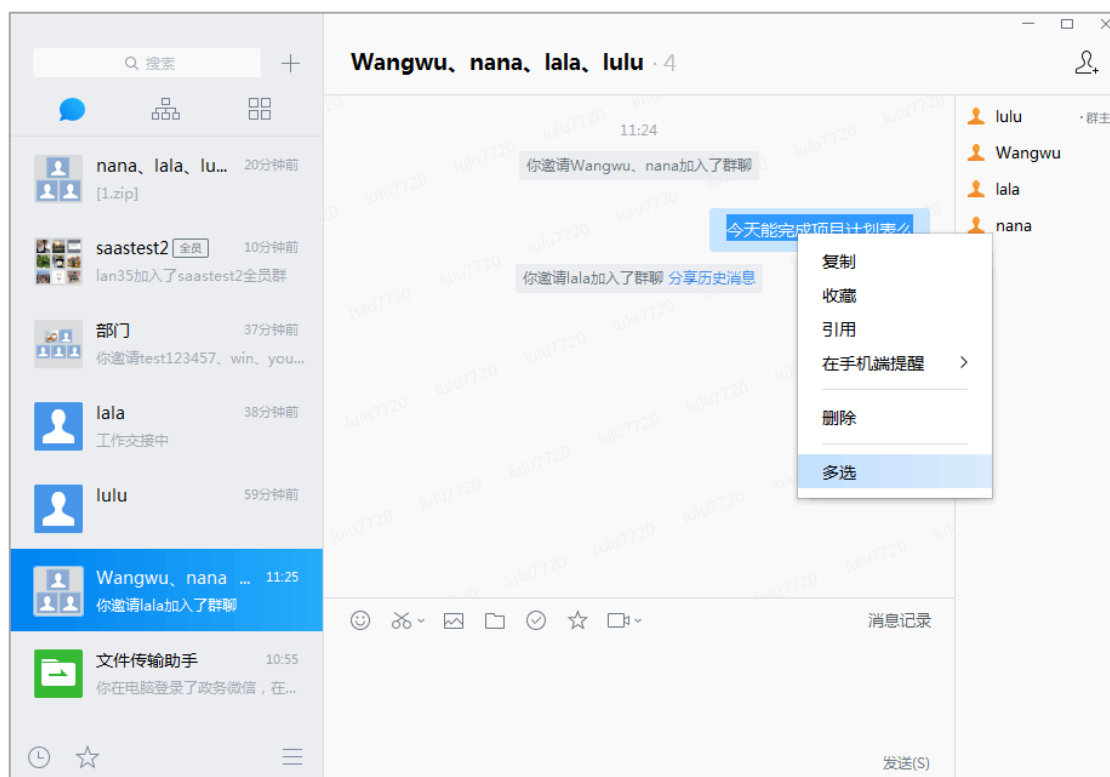 搜索
nana、lala、lu... 20分钟前
[1.zip]
saastest2 全员 10分钟前
lan35加入了saastest2全员群
部门 37分钟前
你邀请test123457、win、you...
lala 38分钟前
工作交接中
lulu 59分钟前
Wangwu、nana ... 11:25
你邀请lala加入了群聊
文件传输助手 10:55
你在电脑登录了政务微信，在...
Wangwu、nana、lala、lulu · 4
11:24
你邀请Wangwu、nana加入了群聊
今天能完成项目计划表么
你邀请lala加入了群聊 分享历史消息
复制
收藏
引用
在手机端提醒
删除
多选
lulu ·群主
Wangwu
lala
nana
消息记录
发送(S)
lulu7720